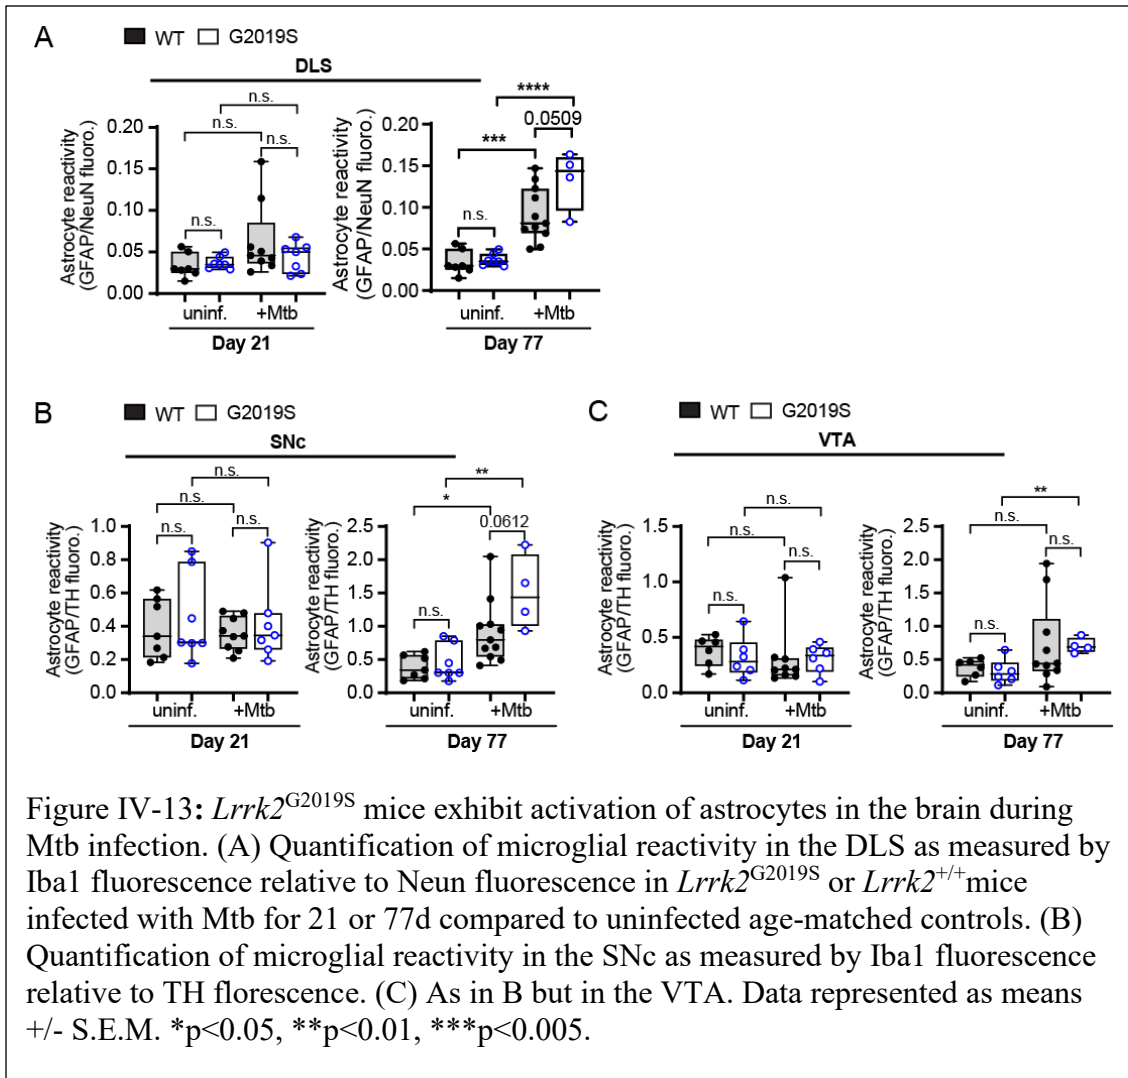 A
WT G2019S
DLS
n.s.
n.s.
n.s.
n.s.
Astrocyte reactivity
(GFAP/NeuN fluoro.)
0.20
0.15
0.10
0.05
0.00
uninf. +Mtb
Day 21
****
0.0509
***
n.s.
Astrocyte reactivity
(GFAP/NeuN fluoro.)
0.20
0.15
0.10
0.05
0.00
uninf. +Mtb
Day 77
B
WT G2019S
SNc
n.s.
n.s.
n.s.
n.s.
Astrocyte reactivity
(GFAP/TH fluoro.)
1.0
0.8
0.6
0.4
0.2
0.0
uninf. +Mtb
Day 21
**
*
0.0612
n.s.
Astrocyte reactivity
(GFAP/TH fluoro.)
2.5
2.0
1.5
1.0
0.5
0.0
uninf. +Mtb
Day 77
C
WT G2019S
VTA
n.s.
n.s.
n.s.
n.s.
Astrocyte reactivity
(GFAP/TH fluoro.)
1.5
1.0
0.5
0.0
uninf. +Mtb
Day 21
**
n.s.
n.s.
n.s.
Astrocyte reactivity
(GFAP/TH fluoro.)
2.5
2.0
1.5
1.0
0.5
0.0
uninf. +Mtb
Day 77
Figure IV-13: Lrrk2G2019S mice exhibit activation of astrocytes in the brain during
Mtb infection. (A) Quantification of microglial reactivity in the DLS as measured by
Iba1 fluorescence relative to Neun fluorescence in Lrrk2G2019S or Lrrk2+/+mice
infected with Mtb for 21 or 77d compared to uninfected age-matched controls. (B)
Quantification of microglial reactivity in the SNc as measured by Iba1 fluorescence
relative to TH florescence. (C) As in B but in the VTA. Data represented as means
+/- S.E.M. *p<0.05, **p<0.01, ***p<0.005.